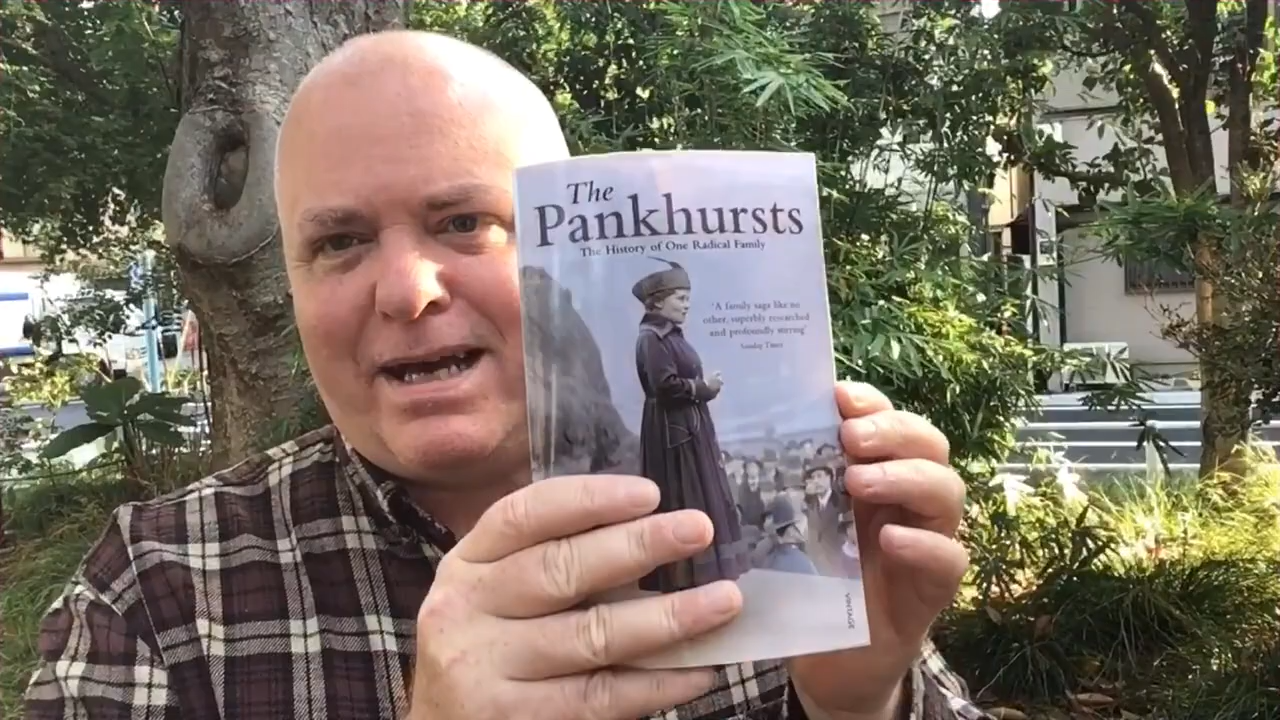 The
Pankhursts
The History of One Radical Family
'A family saga like no
other, superbly researched
and profoundly stirring'
Sunday Times
VINTAGE